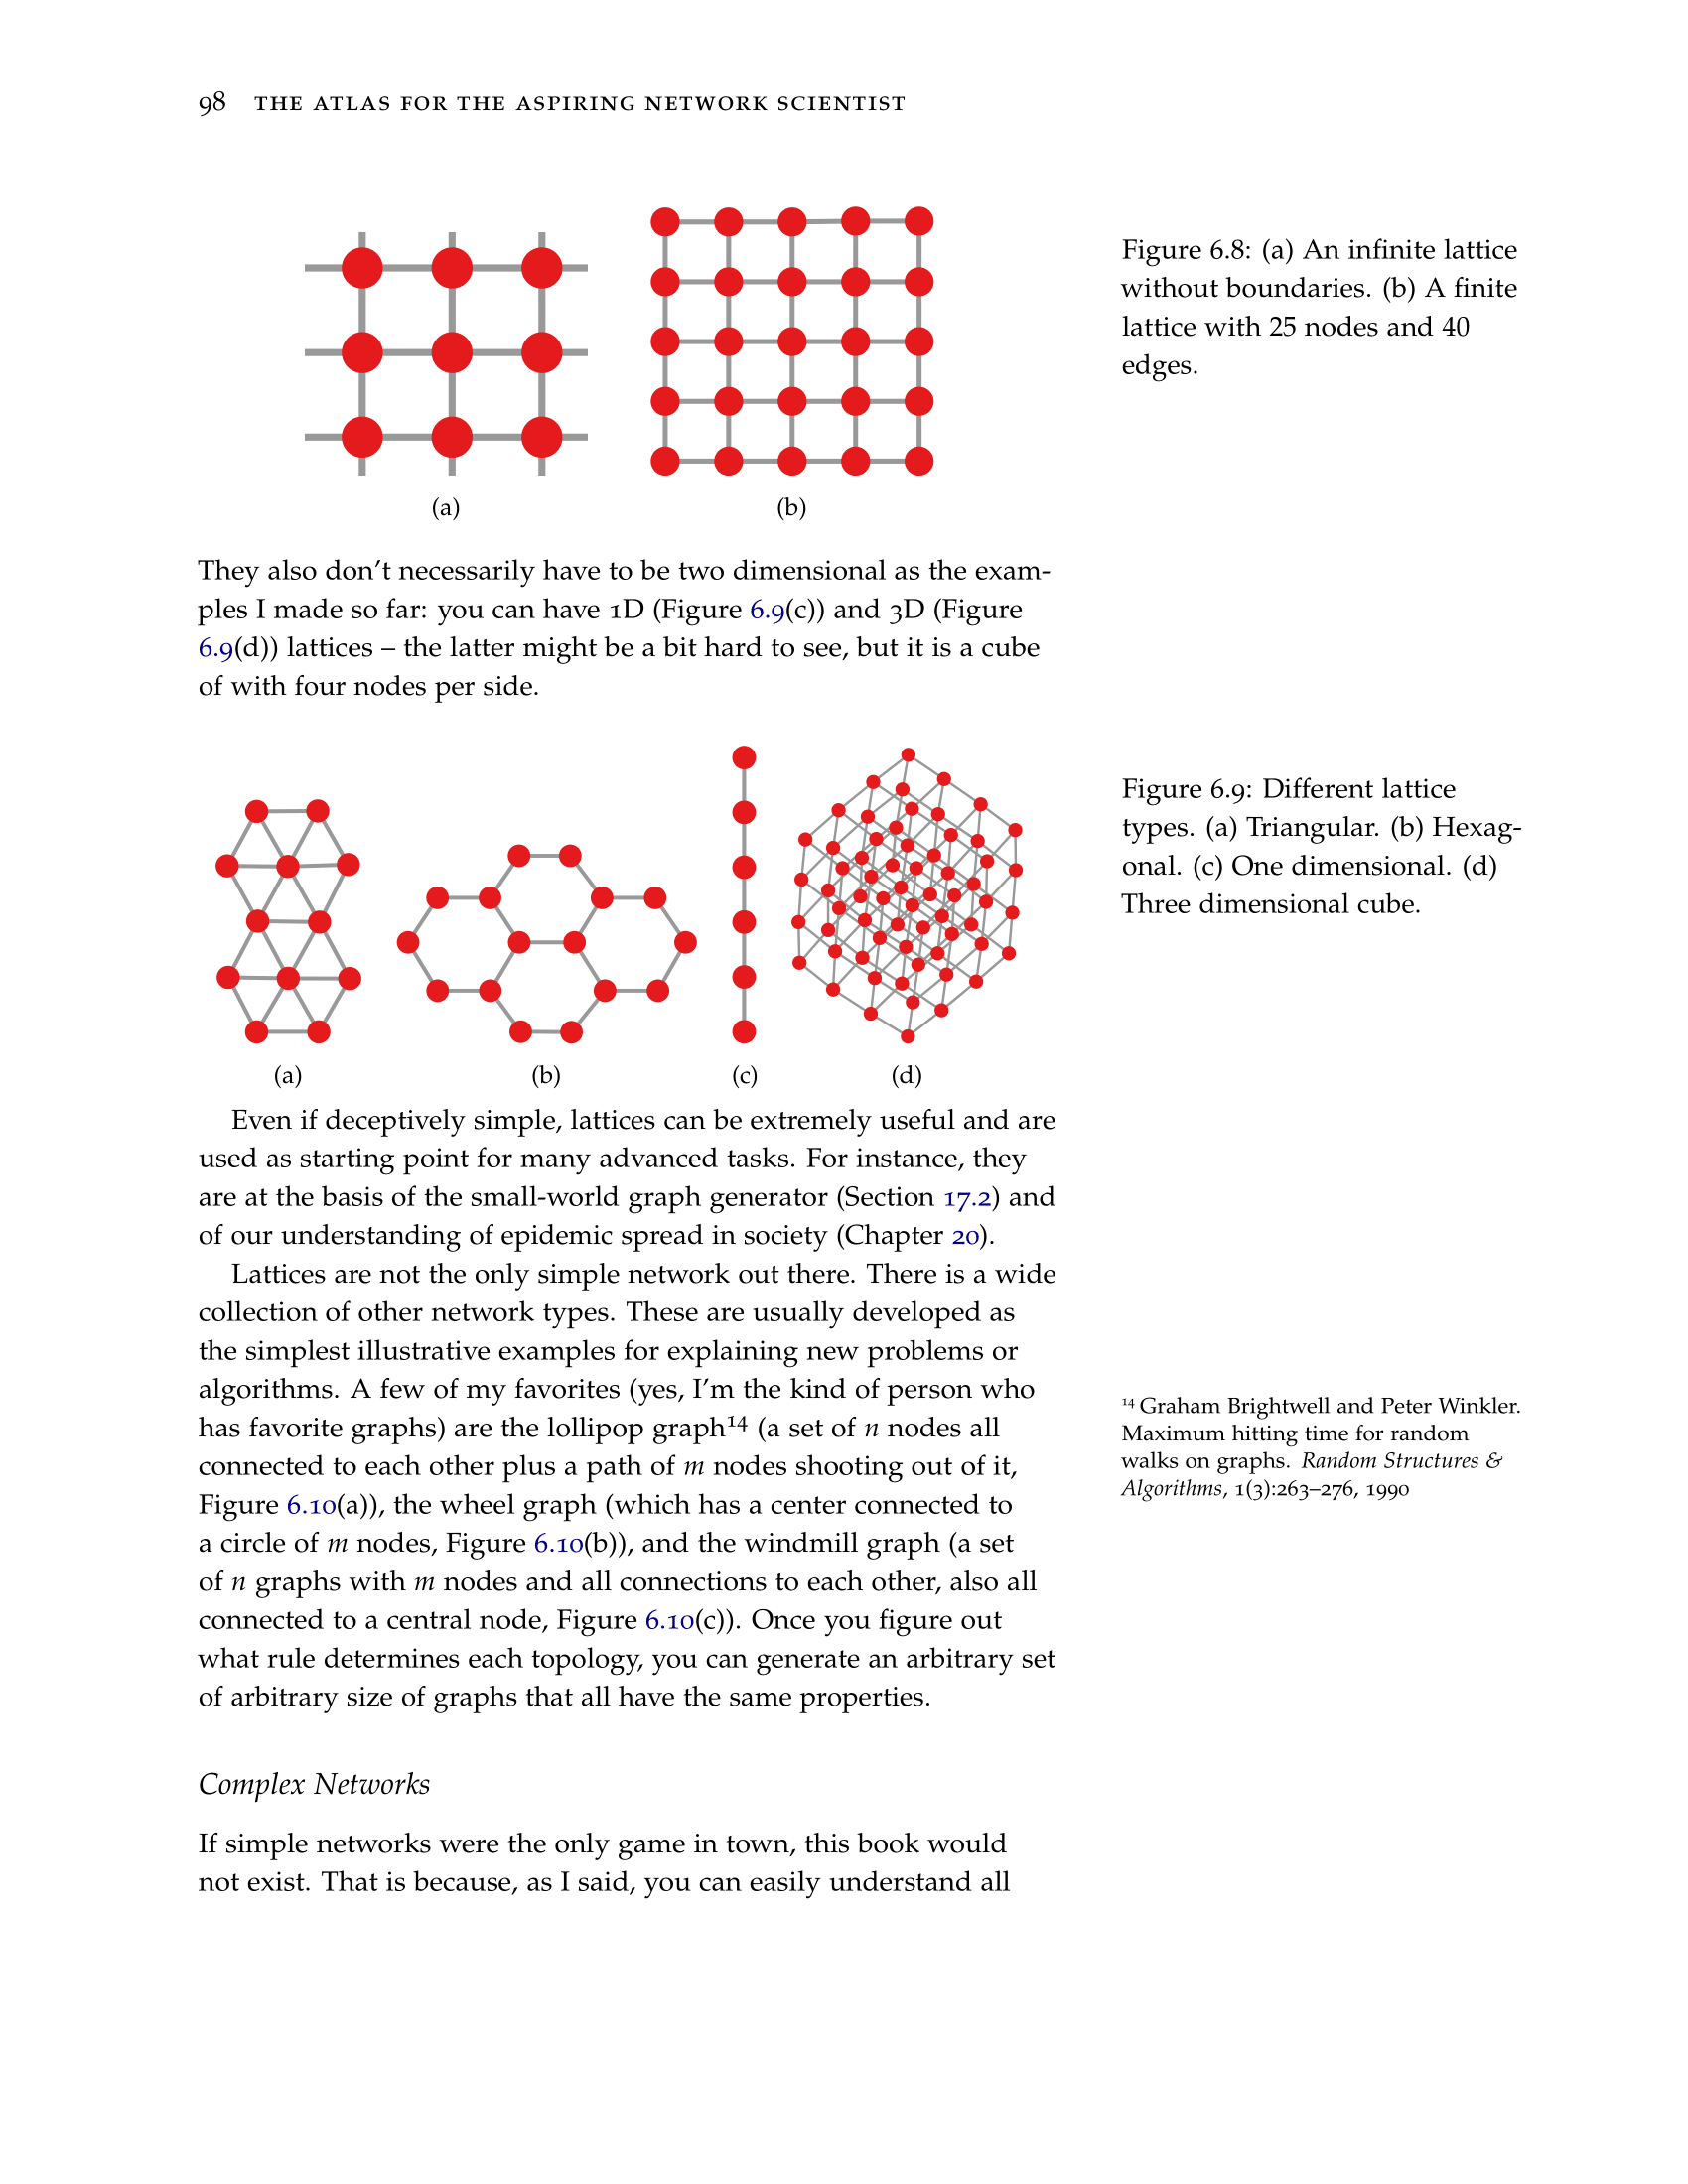 98 THE ATLAS FOR THE ASPIRING NETWORK SCIENTIST
(a)
(b)
Figure 6.8: (a) An infinite lattice
without boundaries. (b) A finite
lattice with 25 nodes and 40
edges.
They also don't necessarily have to be two dimensional as the exam-
ples I made so far: you can have 1D (Figure 6.9(c)) and 3D (Figure
6.9(d)) lattices – the latter might be a bit hard to see, but it is a cube
of with four nodes per side.
(a)
(b)
(c)
(d)
Figure 6.9: Different lattice
types. (a) Triangular. (b) Hexag-
onal. (c) One dimensional. (d)
Three dimensional cube.
Even if deceptively simple, lattices can be extremely useful and are
used as starting point for many advanced tasks. For instance, they
are at the basis of the small-world graph generator (Section 17.2) and
of our understanding of epidemic spread in society (Chapter 20).
Lattices are not the only simple network out there. There is a wide
collection of other network types. These are usually developed as
the simplest illustrative examples for explaining new problems or
algorithms. A few of my favorites (yes, I'm the kind of person who
has favorite graphs) are the lollipop graph¹⁴ (a set of n nodes all
connected to each other plus a path of m nodes shooting out of it,
Figure 6.10(a)), the wheel graph (which has a center connected to
a circle of m nodes, Figure 6.10(b)), and the windmill graph (a set
of n graphs with m nodes and all connections to each other, also all
connected to a central node, Figure 6.10(c)). Once you figure out
what rule determines each topology, you can generate an arbitrary set
of arbitrary size of graphs that all have the same properties.
¹⁴ Graham Brightwell and Peter Winkler.
Maximum hitting time for random
walks on graphs. Random Structures &
Algorithms, 1(3):263–276, 1990
Complex Networks
If simple networks were the only game in town, this book would
not exist. That is because, as I said, you can easily understand all